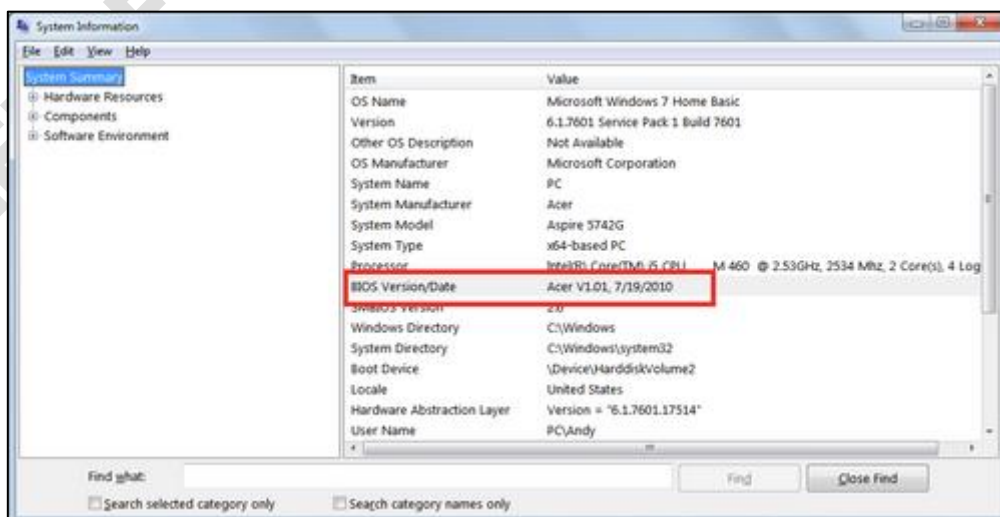 System Information
File Edit View Help
System Summary
Hardware Resources
Components
Software Environment
Item Value
OS Name Microsoft Windows 7 Home Basic
Version 6.1.7601 Service Pack 1 Build 7601
Other OS Description Not Available
OS Manufacturer Microsoft Corporation
System Name PC
System Manufacturer Acer
System Model Aspire 5742G
System Type x64-based PC
Processor Intel(R) Core(TM) i5 CPU M 460 @ 2.53GHz, 2534 Mhz, 2 Core(s), 4 Log
BIOS Version/Date Acer V1.01, 7/19/2010
SMBIOS Version
Windows Directory C:\Windows
System Directory C:\Windows\system32
Boot Device \Device\HarddiskVolume2
Locale United States
Hardware Abstraction Layer Version = "6.1.7601.17514"
User Name PC\Andy
Find what: Find Close Find
Search selected category only Search category names only